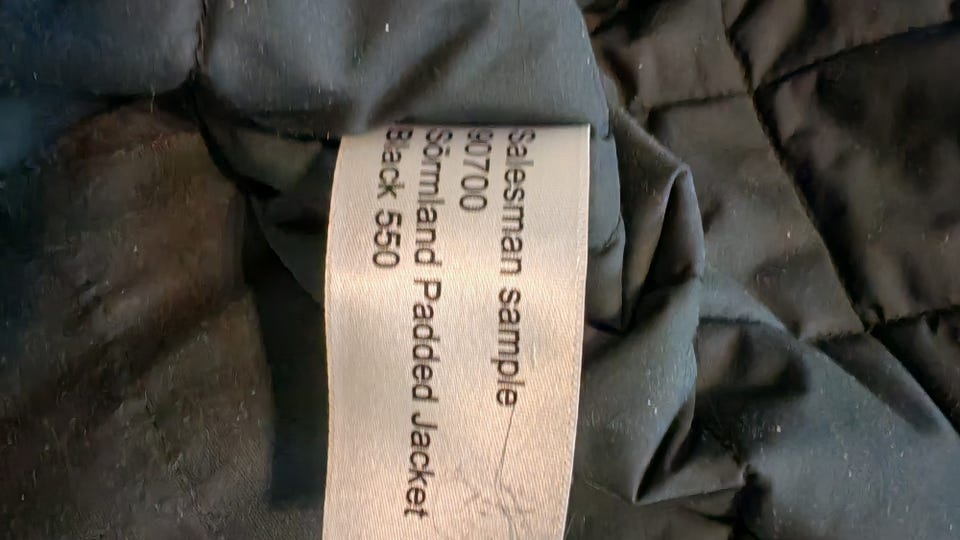 Salesman sample
90700
Sörmland Padded Jacket
Black 550